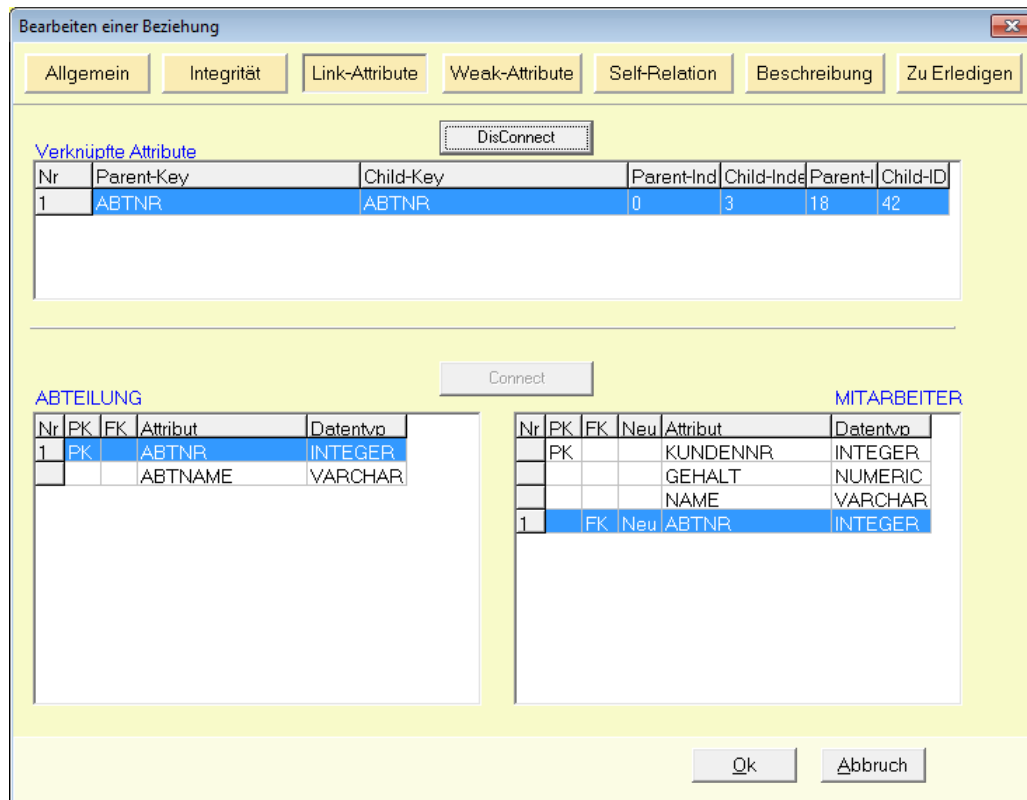 Bearbeiten einer Beziehung
Allgemein Integrität Link-Attribute Weak-Attribute Self-Relation Beschreibung Zu Erledigen
DisConnect
Verknüpfte Attribute
Nr Parent-Key Child-Key Parent-Ind Child-Inde Parent-I Child-ID
1 ABTNR ABTNR 0 3 18 42
Connect
ABTEILUNG MITARBEITER
Nr PK FK Attribut Datentyp
1 PK ABTNR INTEGER
ABTNAME VARCHAR
Nr PK FK Neu Attribut Datentyp
PK KUNDENNR INTEGER
GEHALT NUMERIC
NAME VARCHAR
1 FK Neu ABTNR INTEGER
Ok Abbruch